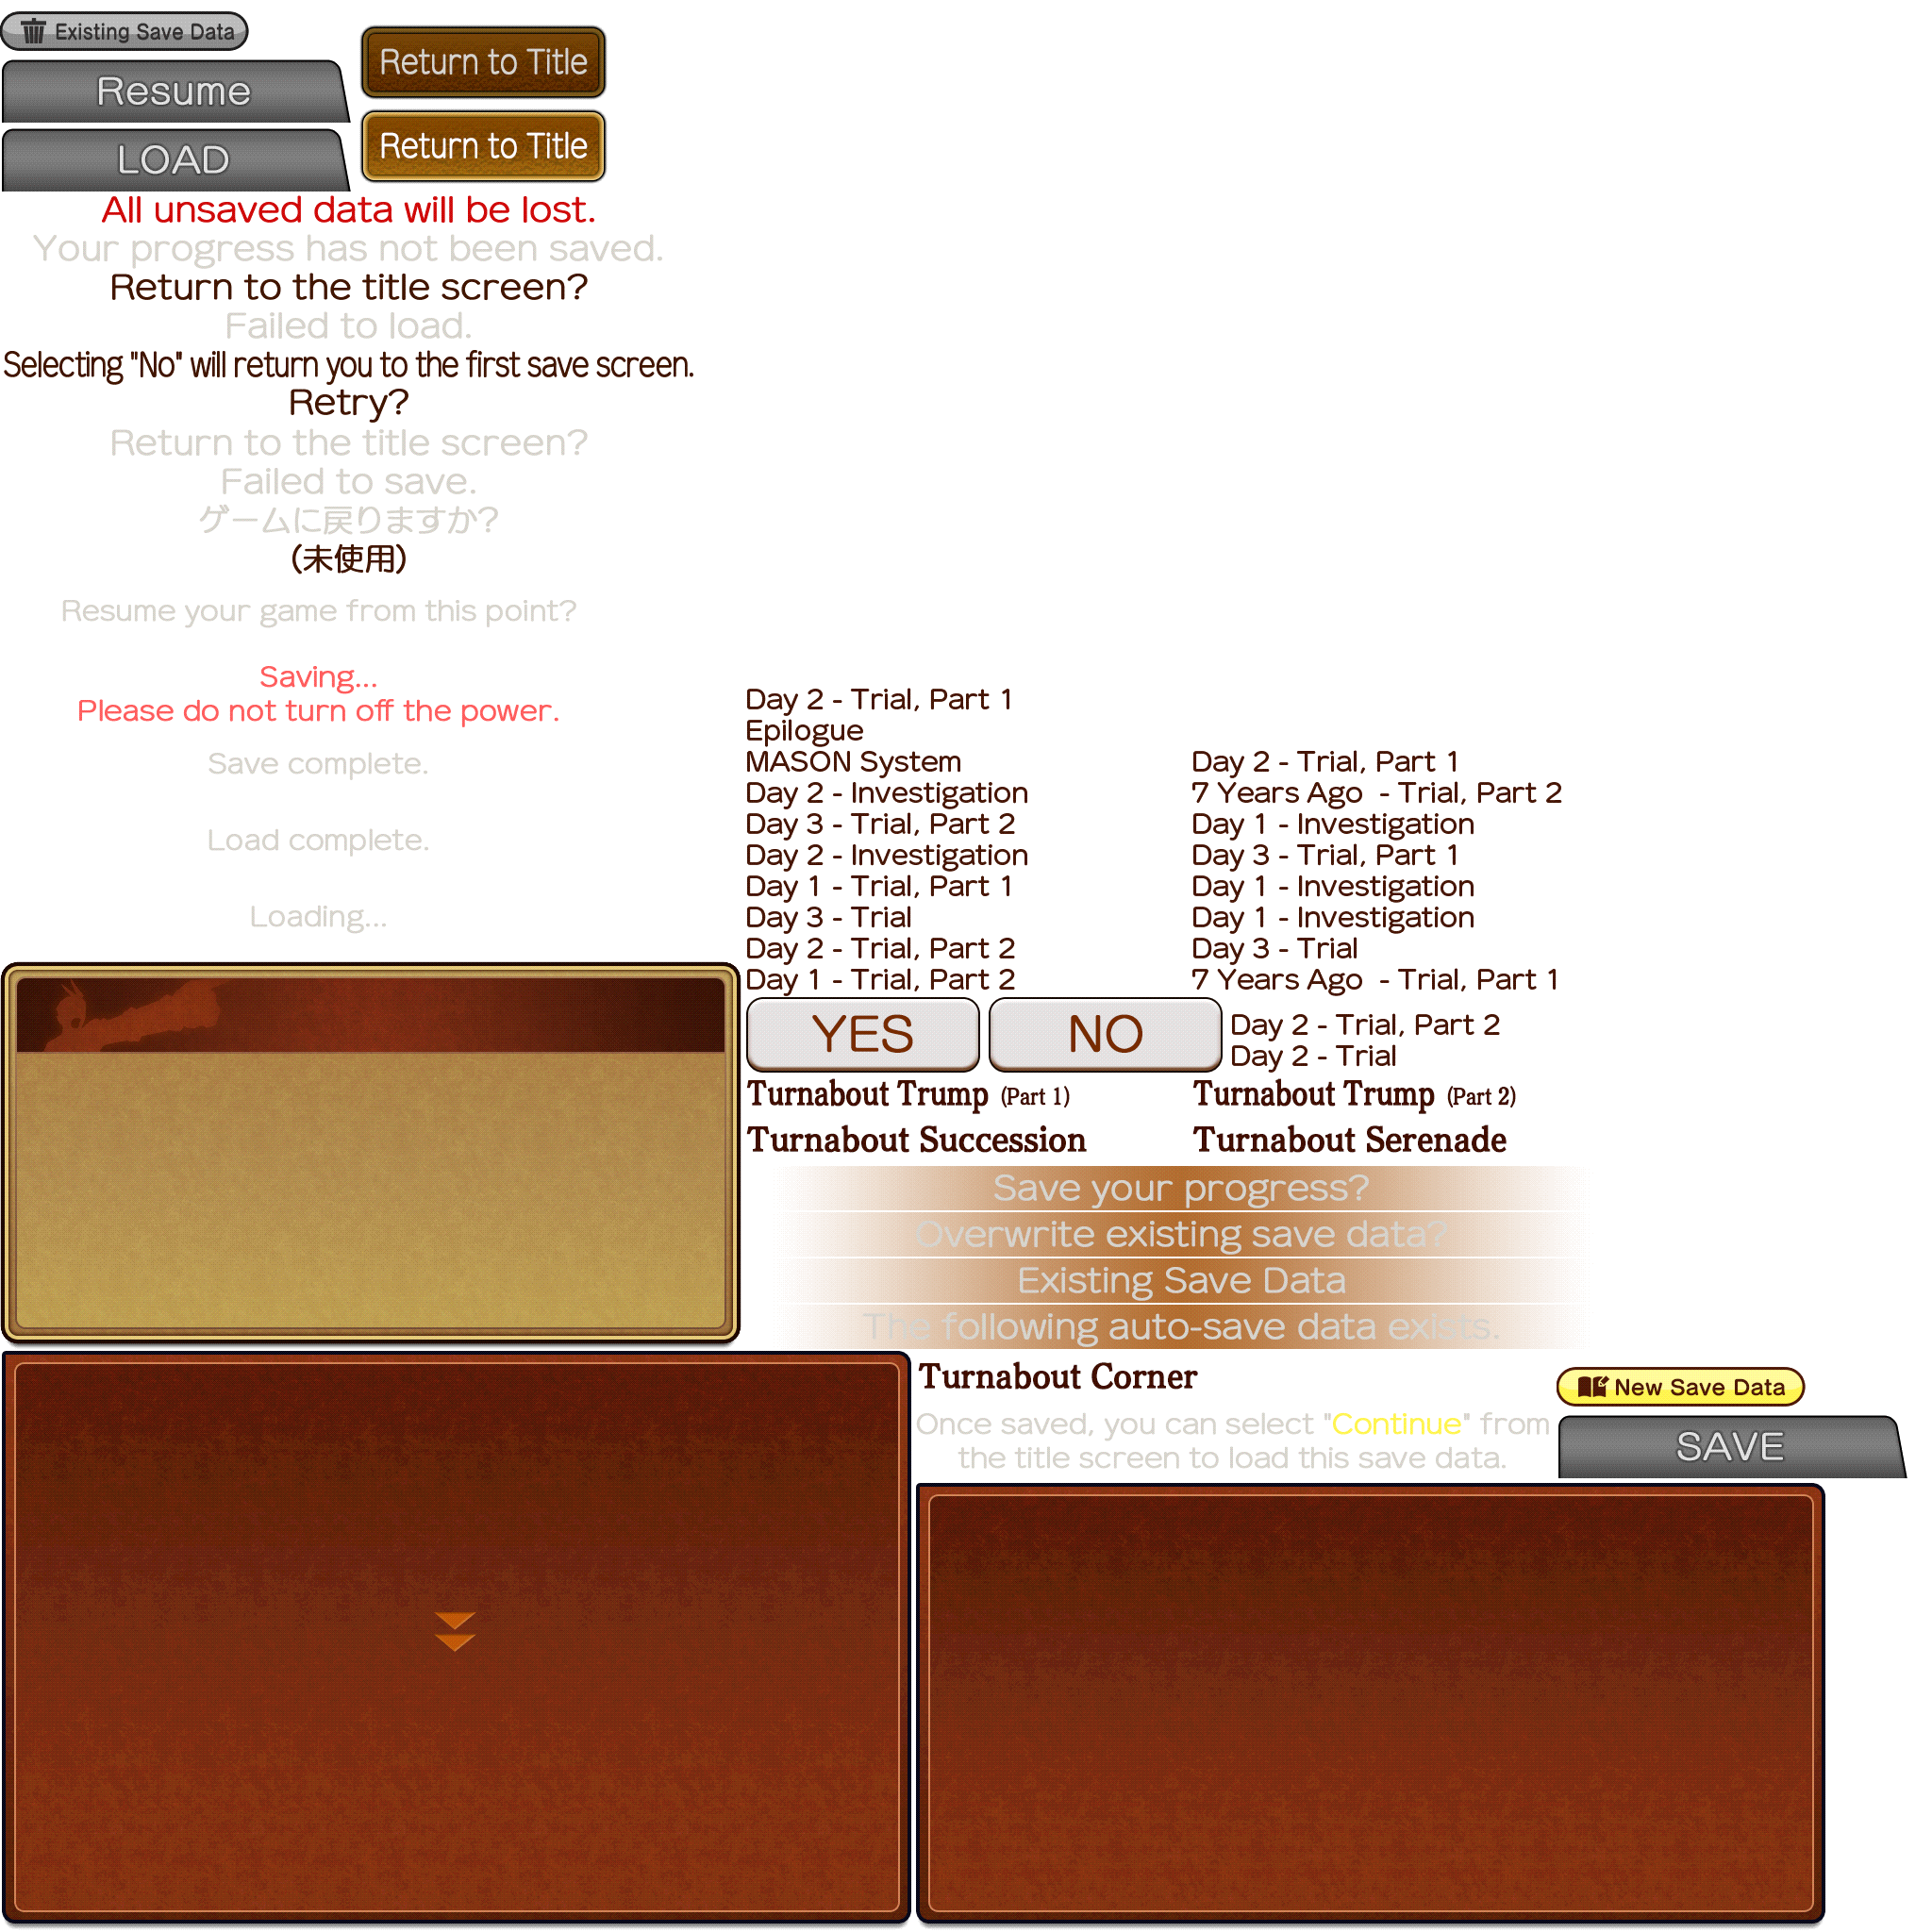 Existing Save Data
Return to Title
Resume
Return to Title
LOAD
All unsaved data will be lost.
Your progress has not been saved.
Return to the title screen?
Failed to load.
Selecting "No" will return you to the first save screen.
Retry?
Return to the title screen?
Failed to save.
ゲームに戻りますか?
(未使用)
Resume your game from this point?
Saving...
Please do not turn off the power.
Save complete.
Load complete.
Loading...
Day 2 - Trial, Part 1
Epilogue
MASON System
Day 2 - Investigation
Day 3 - Trial, Part 2
Day 2 - Investigation
Day 1 - Trial, Part 1
Day 3 - Trial
Day 2 - Trial, Part 2
Day 1 - Trial, Part 2
Day 2 - Trial, Part 1
7 Years Ago  - Trial, Part 2
Day 1 - Investigation
Day 3 - Trial, Part 1
Day 1 - Investigation
Day 1 - Investigation
Day 3 - Trial
7 Years Ago  - Trial, Part 1
YES
NO
Day 2 - Trial, Part 2
Day 2 - Trial
Turnabout Trump (Part 1)
Turnabout Trump (Part 2)
Turnabout Succession
Turnabout Serenade
Save your progress?
Overwrite existing save data?
Existing Save Data
The following auto-save data exists.
Turnabout Corner
New Save Data
Once saved, you can select "Continue" from
the title screen to load this save data.
SAVE